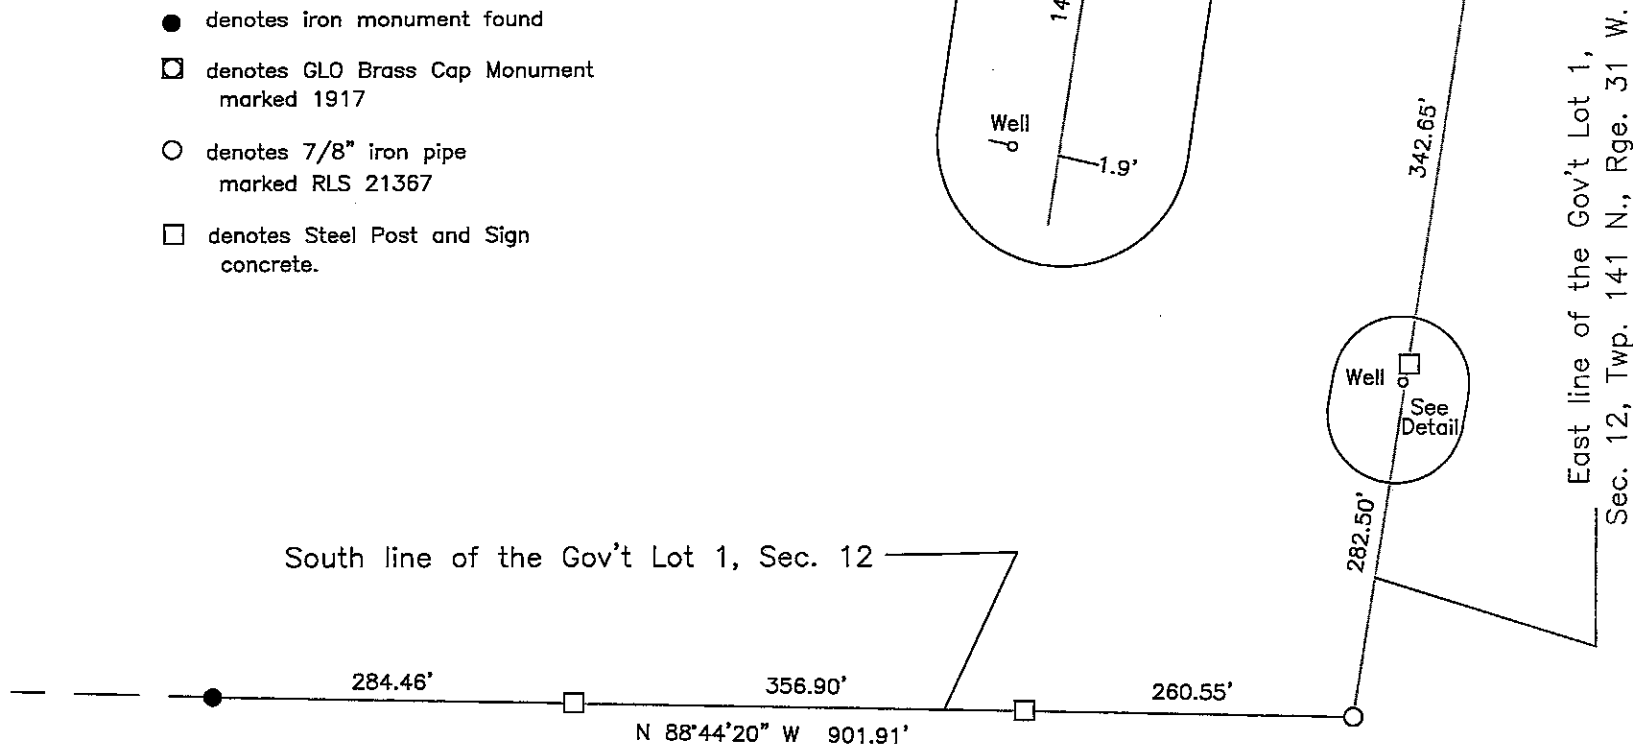 denotes iron monument found
denotes GLO Brass Cap Monument
marked 1917
denotes 7/8" iron pipe
marked RLS 21367
denotes Steel Post and Sign
concrete.
14
Well
1.9'
342.65'
East line of the Gov't Lot 1,
Sec. 12, Twp. 141 N., Rge. 31 W.
Well
See
Detail
282.50'
South line of the Gov't Lot 1, Sec. 12
284.46'
356.90'
260.55'
N 88°44'20" W 901.91'